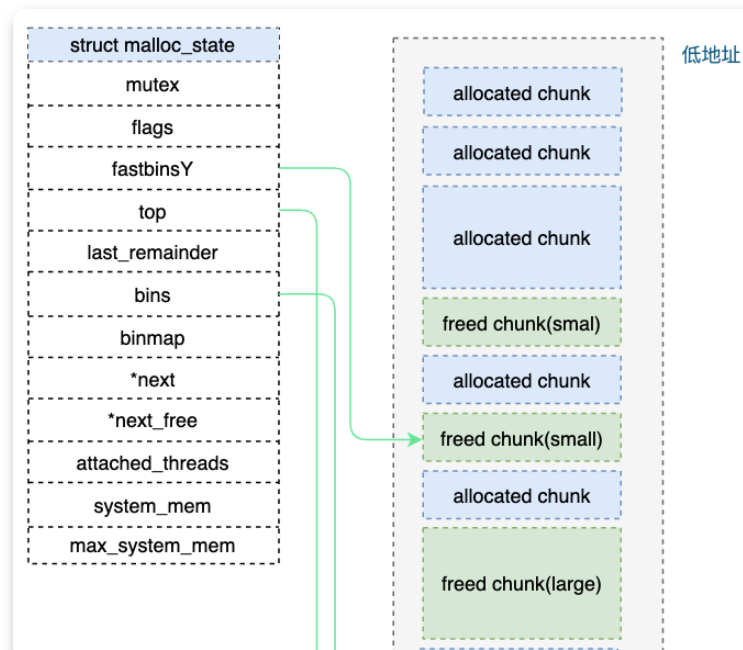 struct malloc_state
mutex
flags
fastbinsY
top
last_remainder
bins
binmap
*next
*next_free
attached_threads
system_mem
max_system_mem
低地址
allocated chunk
allocated chunk
allocated chunk
freed chunk(smal)
allocated chunk
freed chunk(small)
allocated chunk
freed chunk(large)